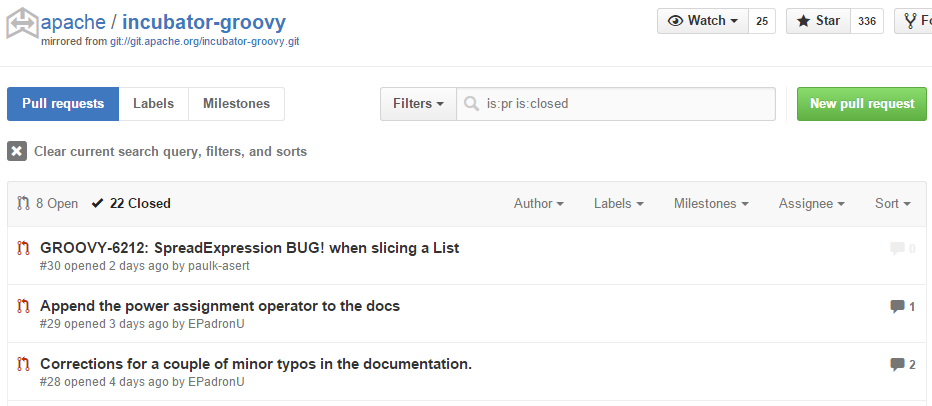 apache / incubator-groovy
mirrored from git://git.apache.org/incubator-groovy.git
Watch 25 Star 336 Fo
Pull requests Labels Milestones Filters is:pr is:closed New pull request
Clear current search query, filters, and sorts
8 Open 22 Closed Author Labels Milestones Assignee Sort
GROOVY-6212: SpreadExpression BUG! when slicing a List 0
#30 opened 2 days ago by paulk-asert
Append the power assignment operator to the docs 1
#29 opened 3 days ago by EPadronU
Corrections for a couple of minor typos in the documentation. 2
#28 opened 4 days ago by EPadronU